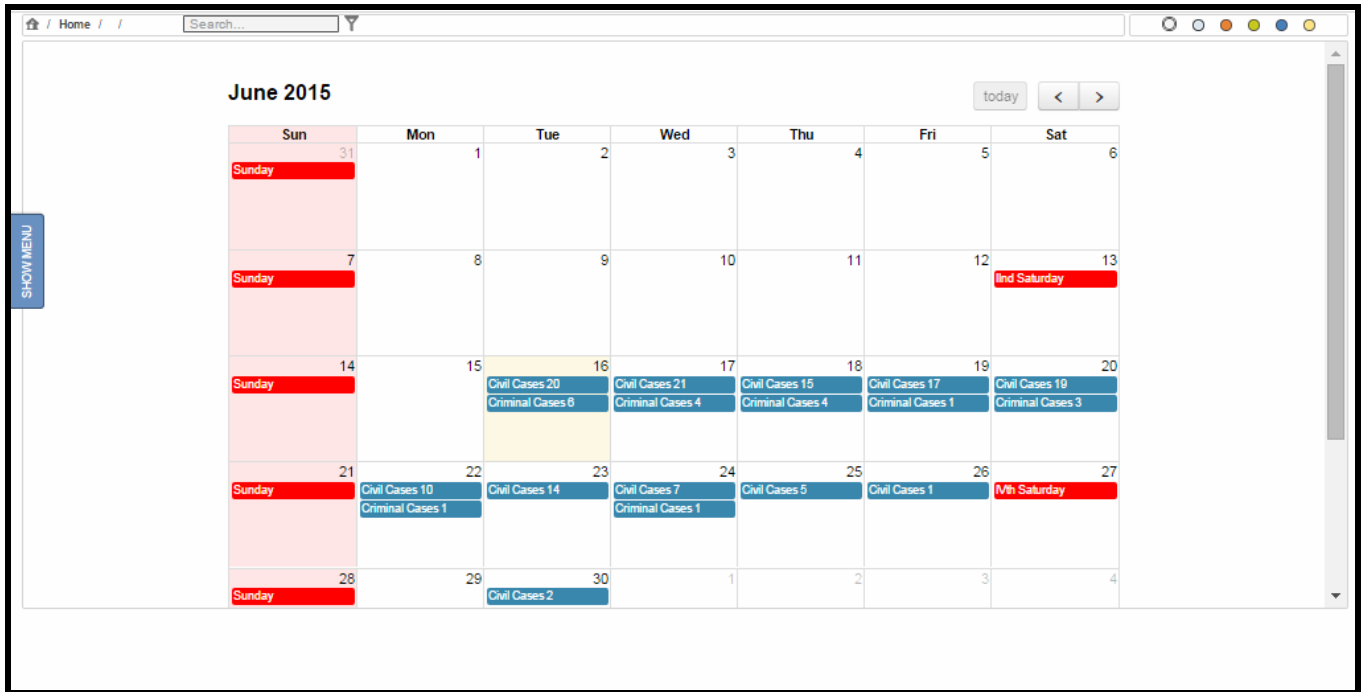 / Home / / Search...
June 2015 today < >
Sun Mon Tue Wed Thu Fri Sat
31 1 2 3 4 5 6
Sunday
SHOW MENU
7 8 9 10 11 12 13
Sunday IInd Saturday
14 15 16 17 18 19 20
Sunday Civil Cases 20 Civil Cases 21 Civil Cases 15 Civil Cases 17 Civil Cases 19
Criminal Cases 6 Criminal Cases 4 Criminal Cases 4 Criminal Cases 1 Criminal Cases 3
21 22 23 24 25 26 27
Sunday Civil Cases 10 Civil Cases 14 Civil Cases 7 Civil Cases 5 Civil Cases 1 IVth Saturday
Criminal Cases 1 Criminal Cases 1
28 29 30 1 2 3 4
Sunday Civil Cases 2